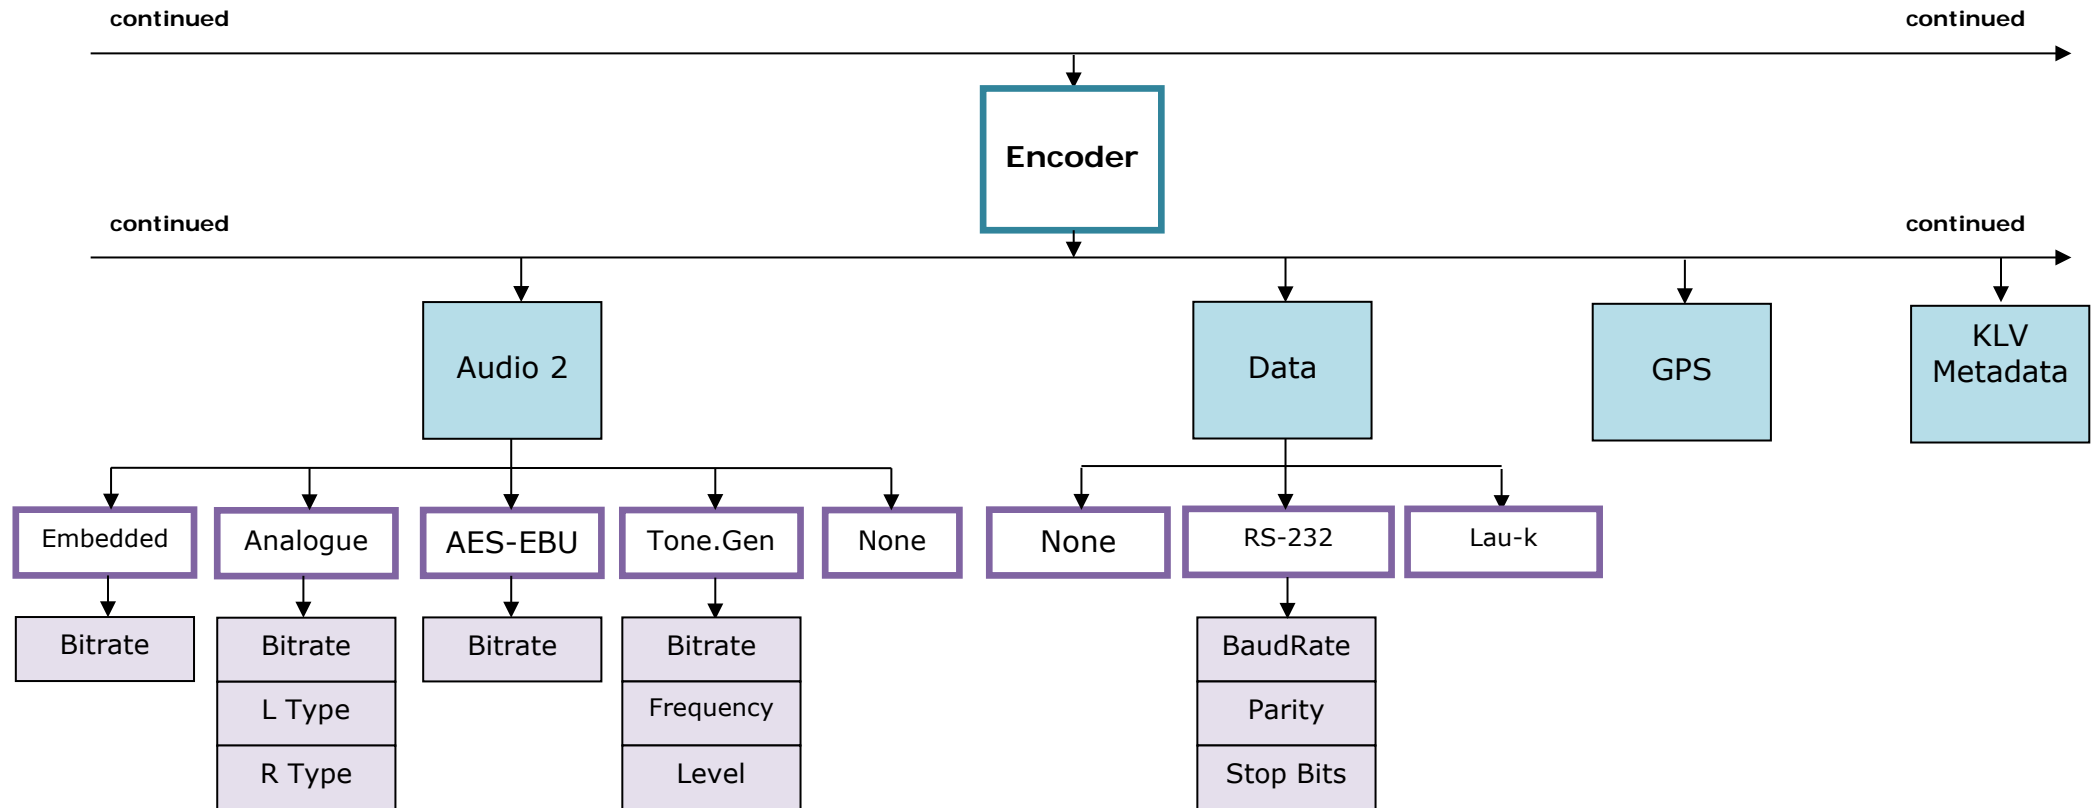 continued
continued
Encoder
continued
continued
Audio 2
Data
GPS
KLV
Metadata
Embedded
Analogue
AES-EBU
Tone.Gen
None
None
RS-232
Lau-k
Bitrate
Bitrate
Bitrate
Bitrate
BaudRate
L Type
Frequency
Parity
R Type
Level
Stop Bits